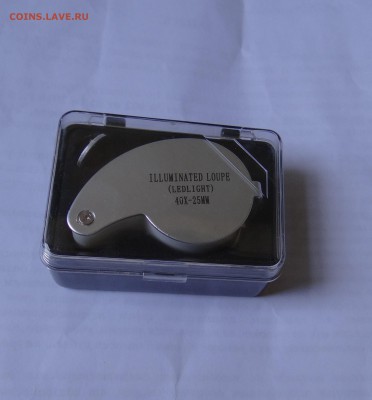 COINS.LAVE.RU
ILLUMINATED LOUPE
(LEDLIGHT)
40X-25MM